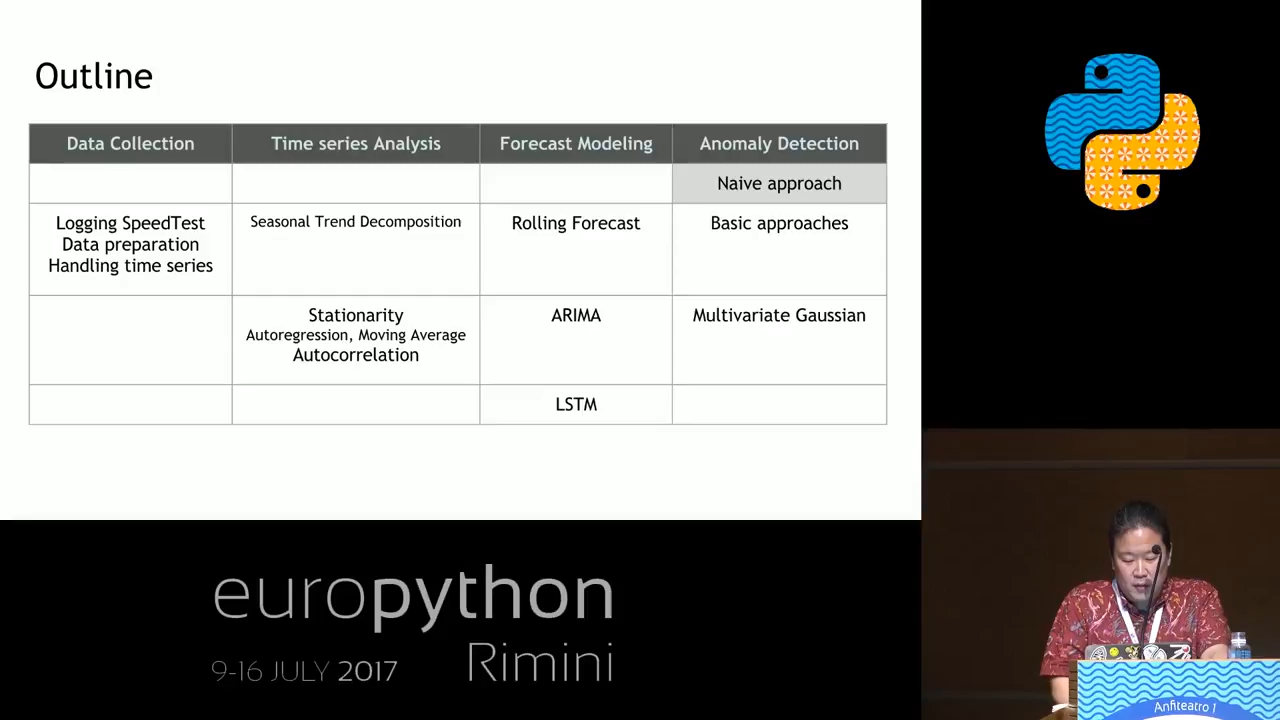 Outline
Data Collection
Time series Analysis
Forecast Modeling
Anomaly Detection
Naive approach
Logging SpeedTest
Data preparation
Handling time series
Seasonal Trend Decomposition
Rolling Forecast
Basic approaches
Stationarity
Autoregression, Moving Average
Autocorrelation
ARIMA
Multivariate Gaussian
LSTM
europython
9-16 JULY 2017
Rimini
Anfiteatro 1